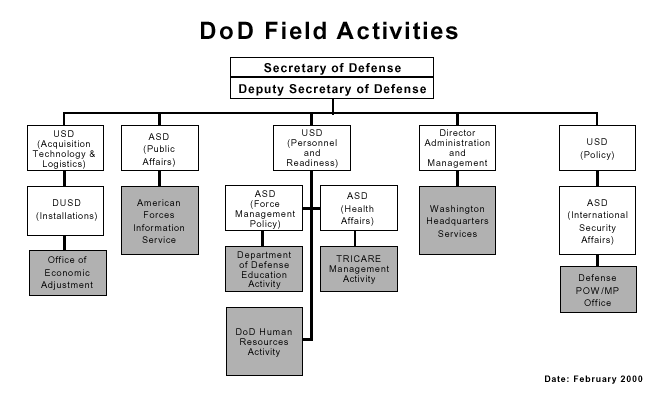 DoD Field Activities
Secretary of Defense
Deputy Secretary of Defense
USD
(Acquisition
Technology &
Logistics)
ASD
(Public
Affairs)
USD
(Personnel
and
Readiness)
Director
Administration
and
Management
USD
(Policy)
DUSD
(Installations)
American
Forces
Information
Service
ASD
(Force
Management
Policy)
ASD
(Health
Affairs)
Washington
Headquarters
Services
ASD
(International
Security
Affairs)
Office of
Economic
Adjustment
Department
of Defense
Education
Activity
TRICARE
Management
Activity
Defense
POW/MP
Office
DoD Human
Resources
Activity
Date: February 2000